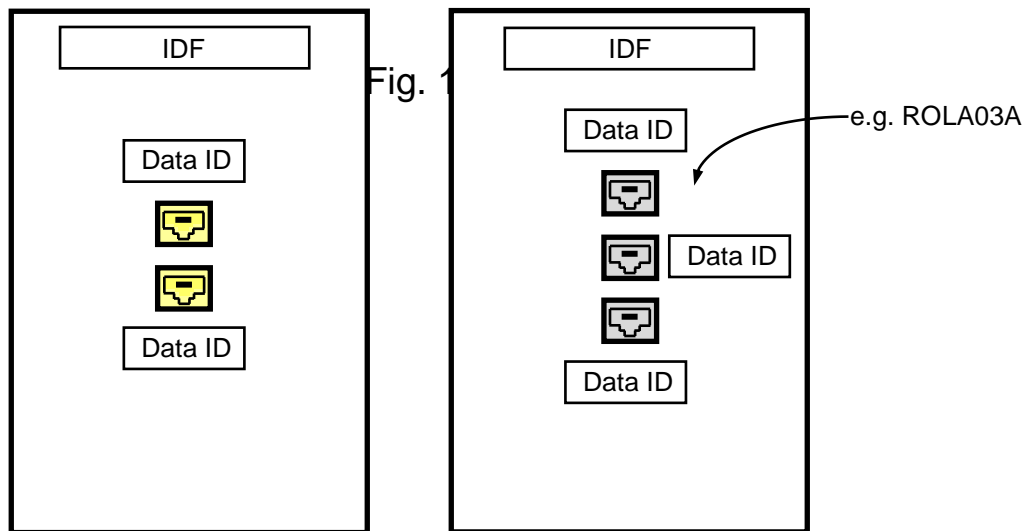 IDF
Data ID
Data ID
Fig. 1
IDF
Data ID
e.g. ROLA03A
Data ID
Data ID